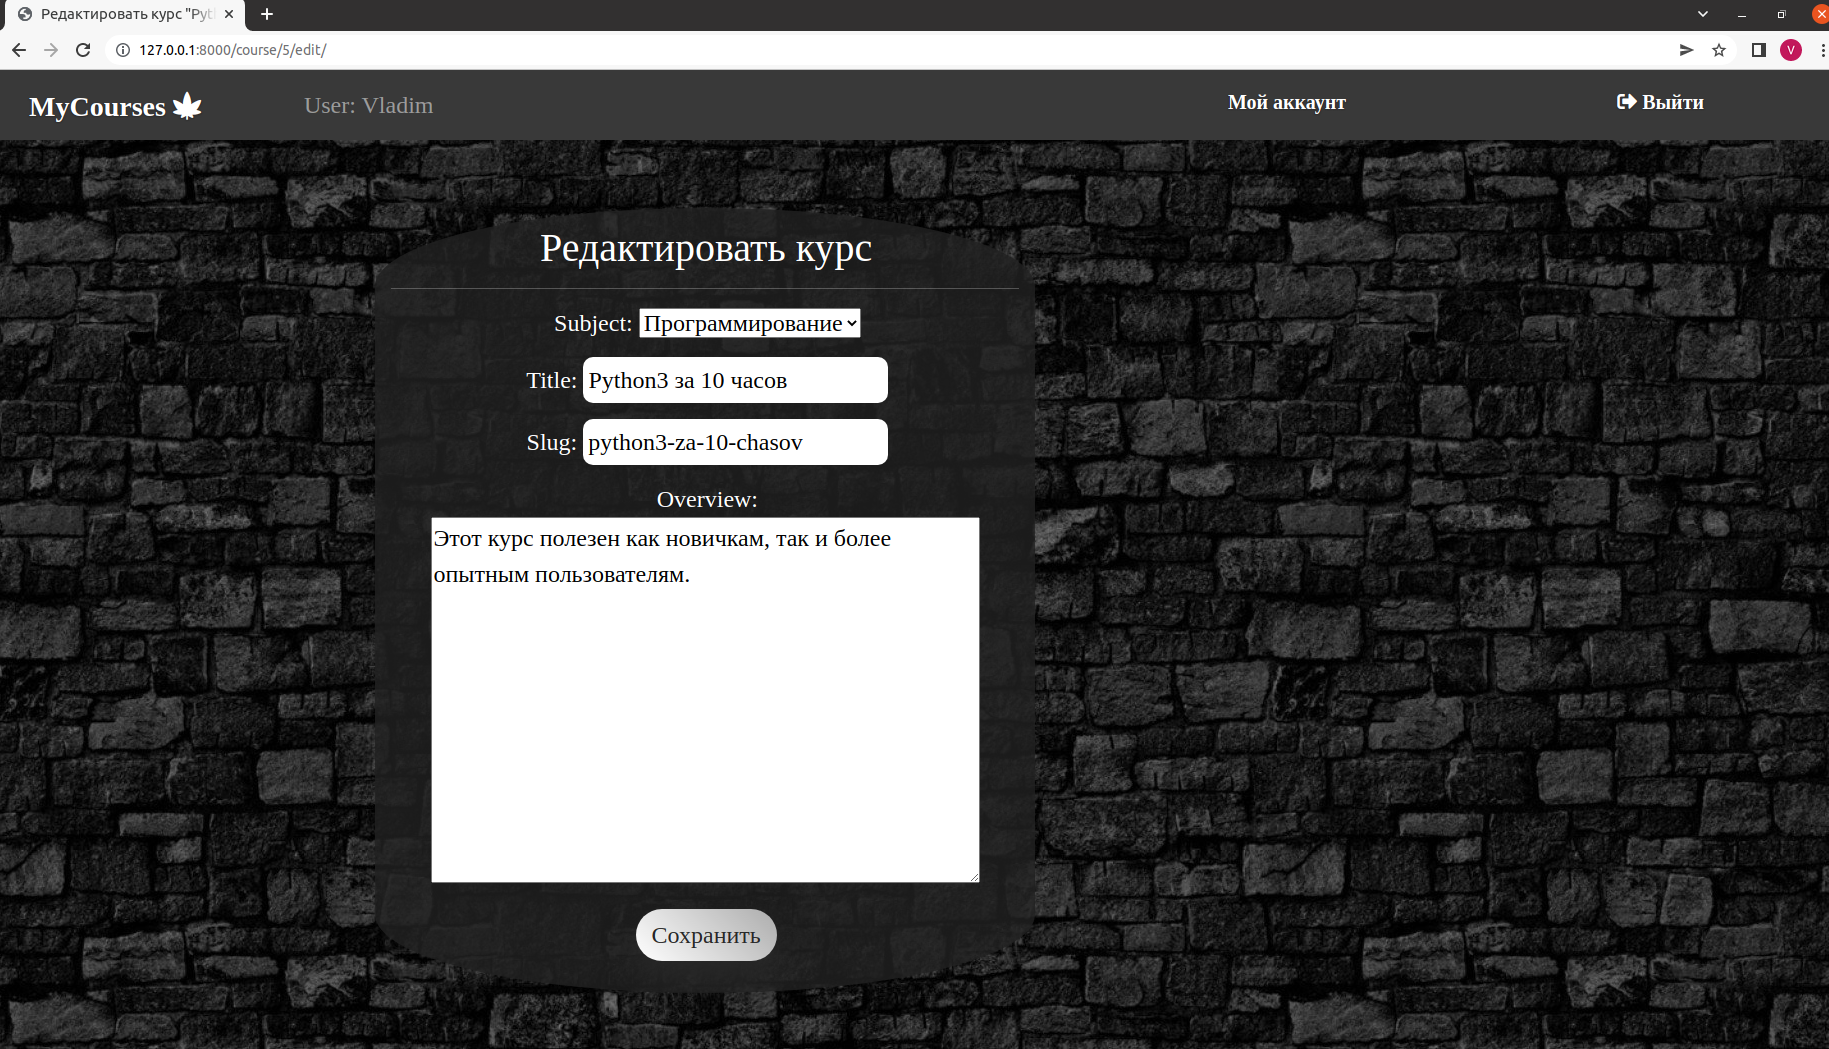 Редактировать курс "Pyt
127.0.0.1:8000/course/5/edit/
V
MyCourses
User: Vladim
Мой аккаунт
Выйти
Редактировать курс
Subject: Программирование
Title: Python3 за 10 часов
Slug: python3-za-10-chasov
Overview:
Этот курс полезен как новичкам, так и более
опытным пользователям.
Сохранить